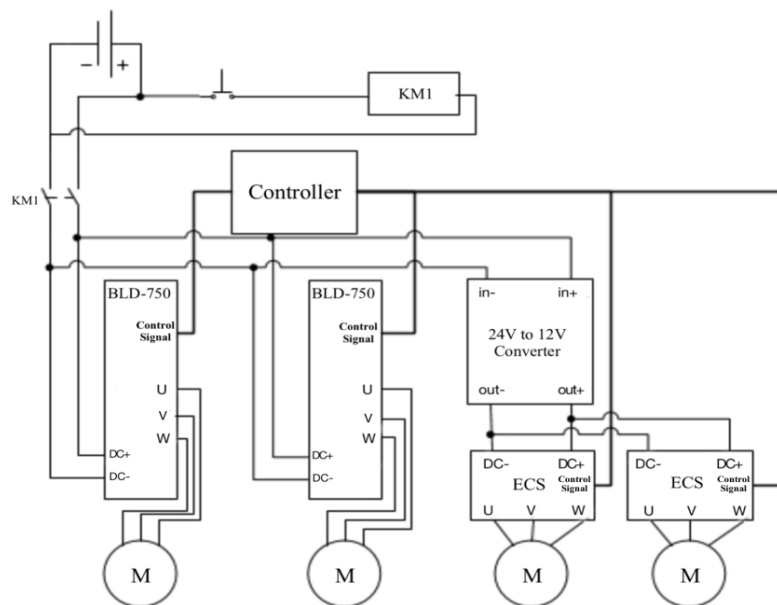 − +
KM1
KM1
Controller
BLD-750
Control
Signal
U
V
W
DC+
DC-
BLD-750
Control
Signal
U
V
W
DC+
DC-
in- in+
24V to 12V
Converter
out- out+
DC- DC+
ECS Control
Signal
U V W
DC- DC+
ECS Control
Signal
U V W
M
M
M
M